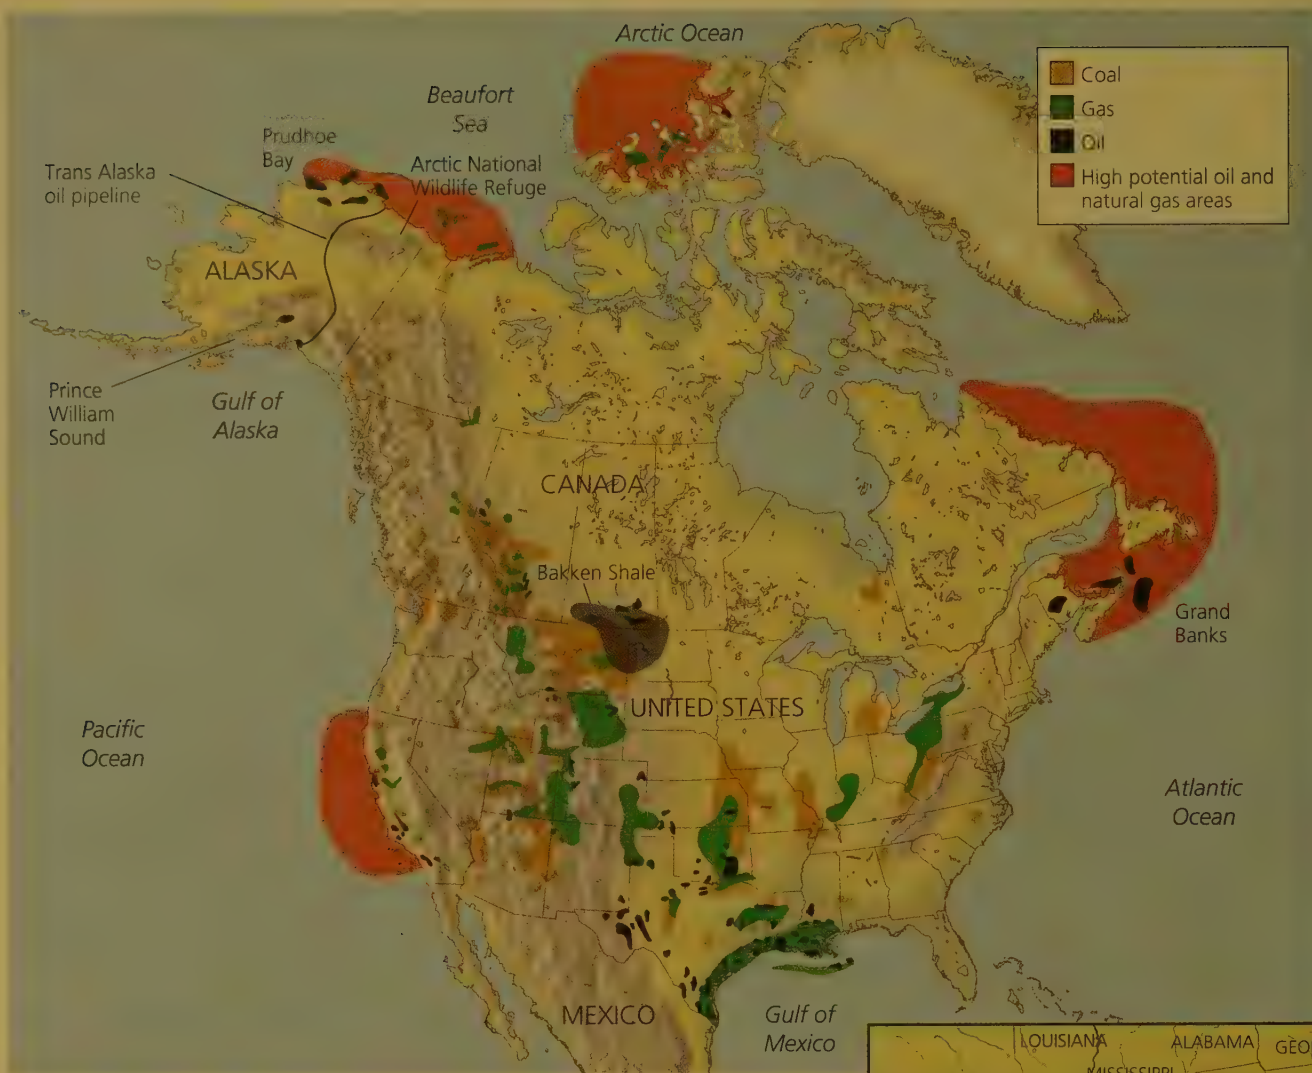 Arctic Ocean
Beaufort
Sea
Prudhoe
Bay
Arctic National
Wildlife Refuge
Trans Alaska
oil pipeline
ALASKA
Prince
William
Sound
Gulf of
Alaska
Coal
Gas
Oil
High potential oil and
natural gas areas
CANADA
Bakken Shale
Grand
Banks
UNITED STATES
Pacific
Ocean
Atlantic
Ocean
MEXICO
Gulf of
Mexico
LOUISIANA
ALABAMA
GEO
MISSISSIPPI